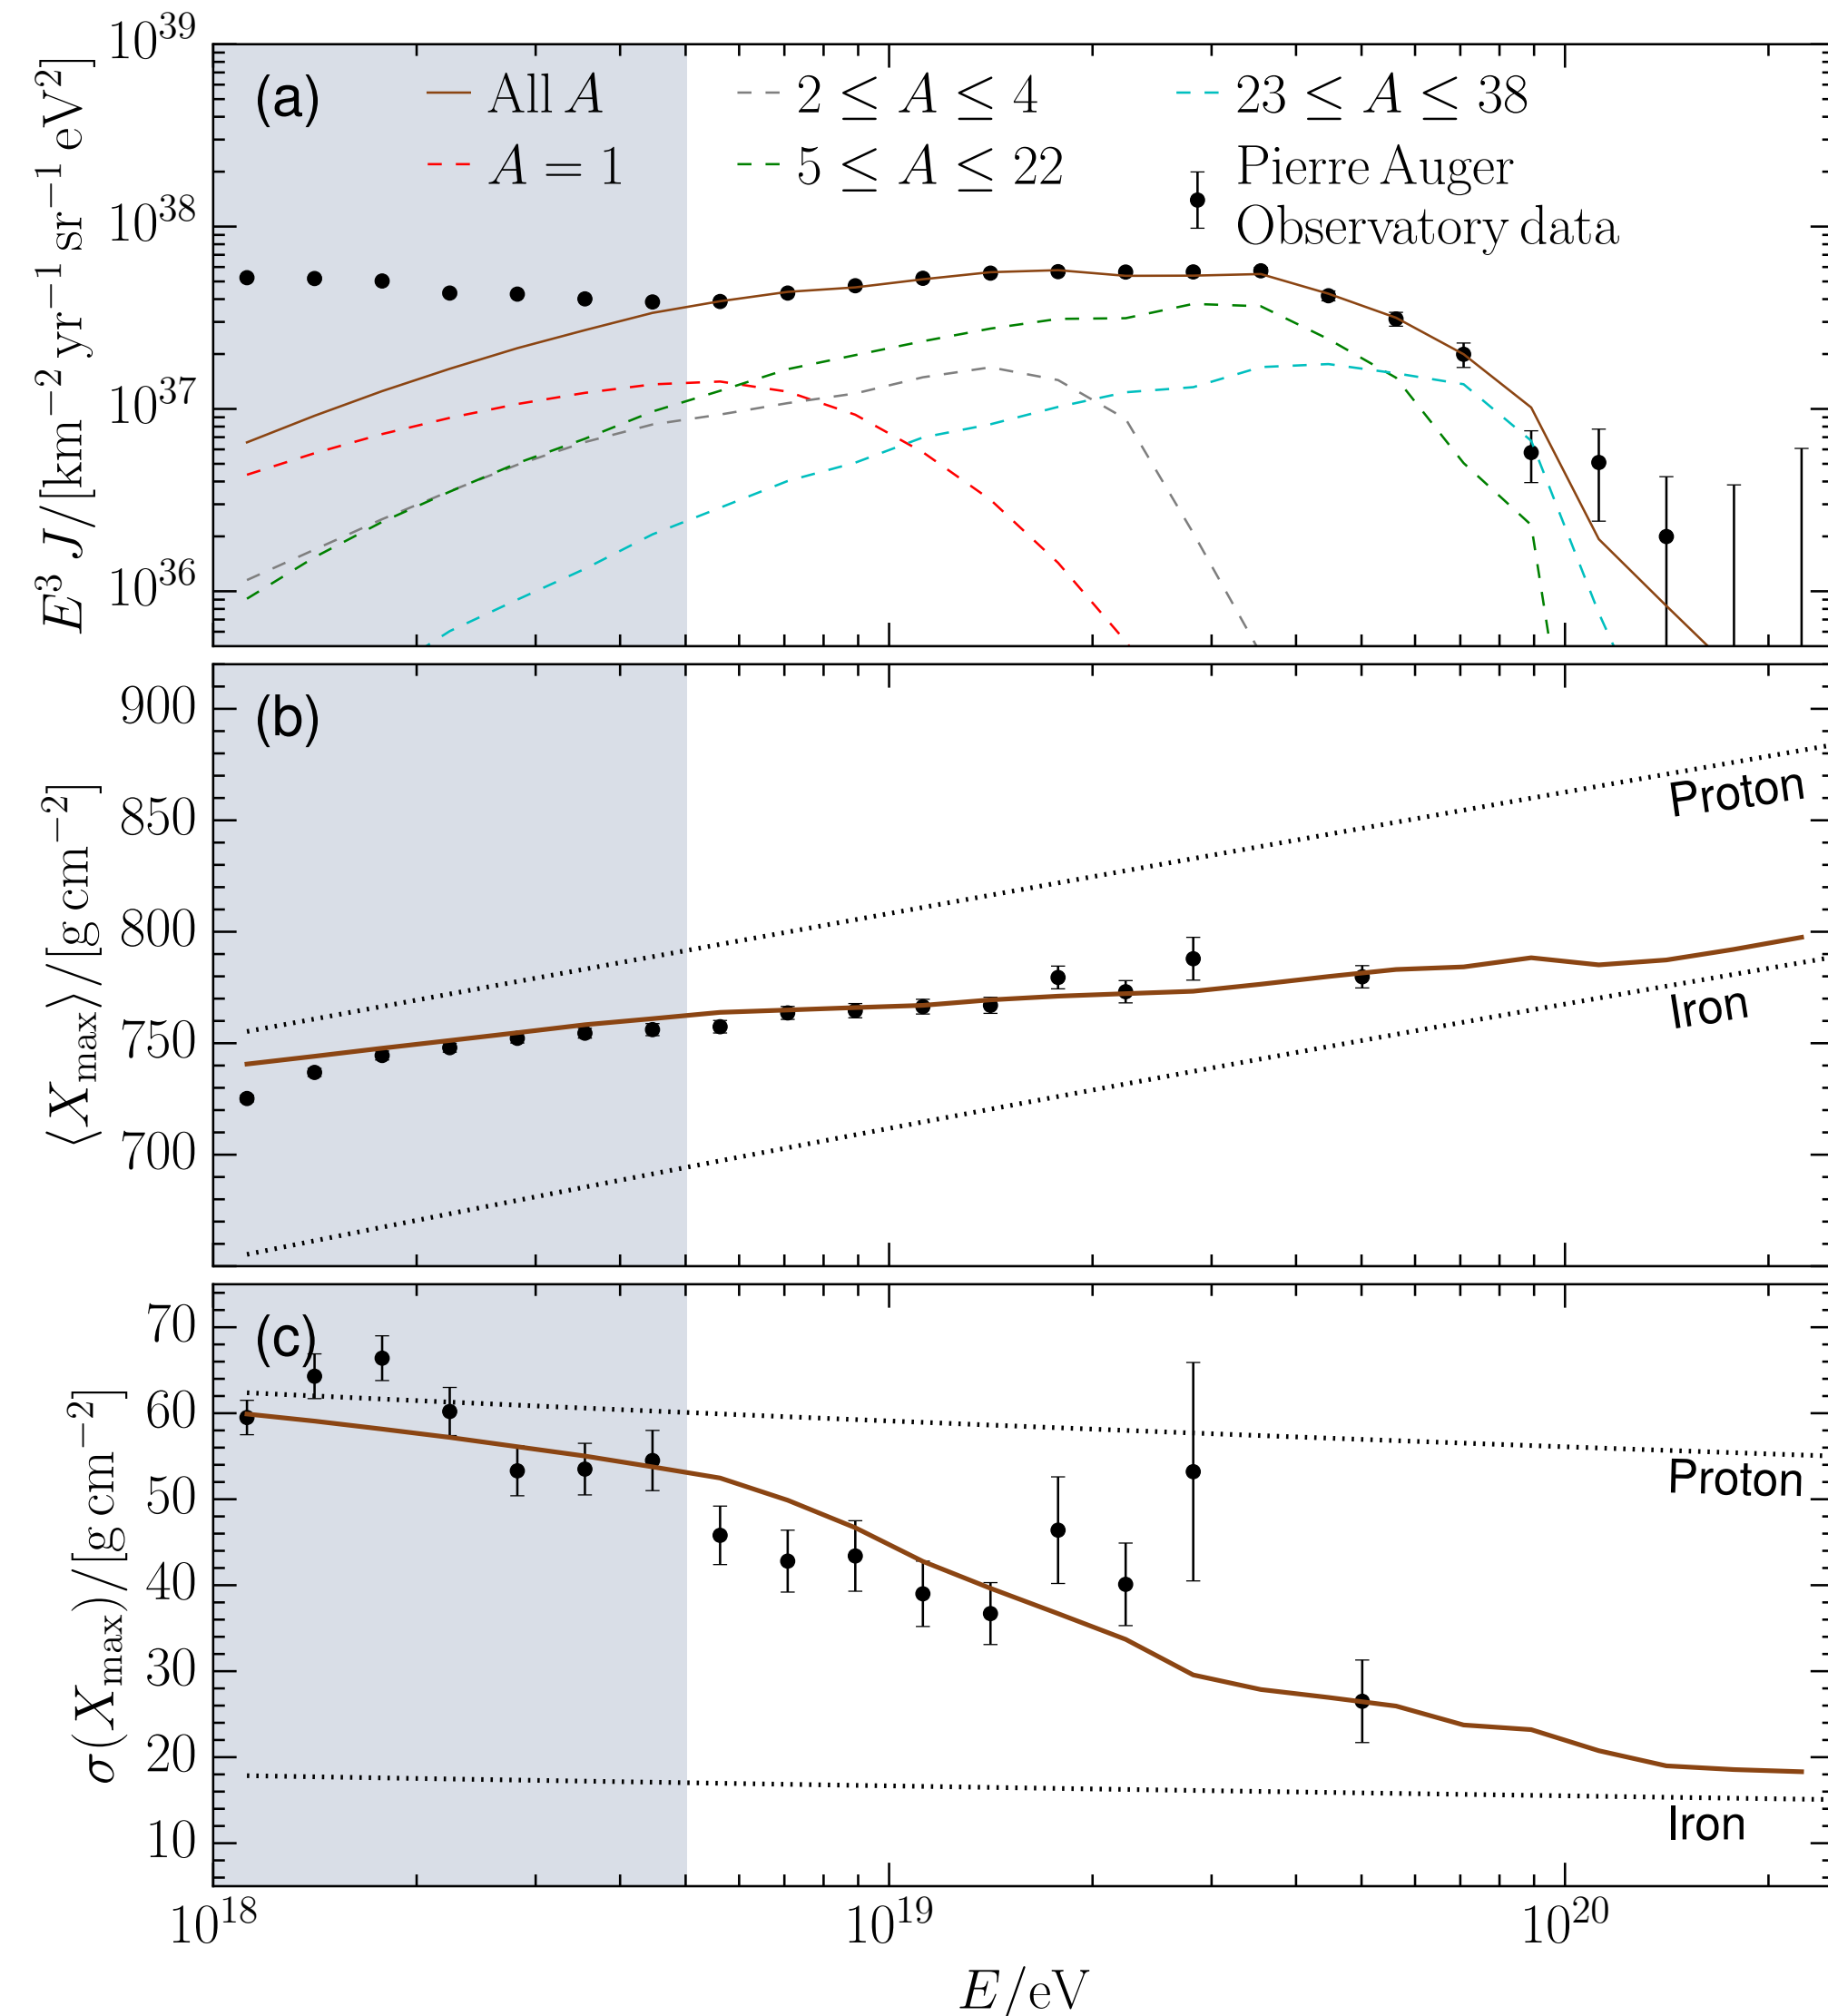 10^39
10^38
10^37
10^36
E^3 J/[km^−2 yr^−1 sr^−1 eV^2]
(a)
All A
A = 1
2 ≤ A ≤ 4
5 ≤ A ≤ 22
23 ≤ A ≤ 38
Pierre Auger
Observatory data
900
850
800
750
700
⟨X_max⟩/[g cm^−2]
(b)
Proton
Iron
70
60
50
40
30
20
10
σ(X_max)/[g cm^−2]
(c)
Proton
Iron
10^18
10^19
10^20
E/eV